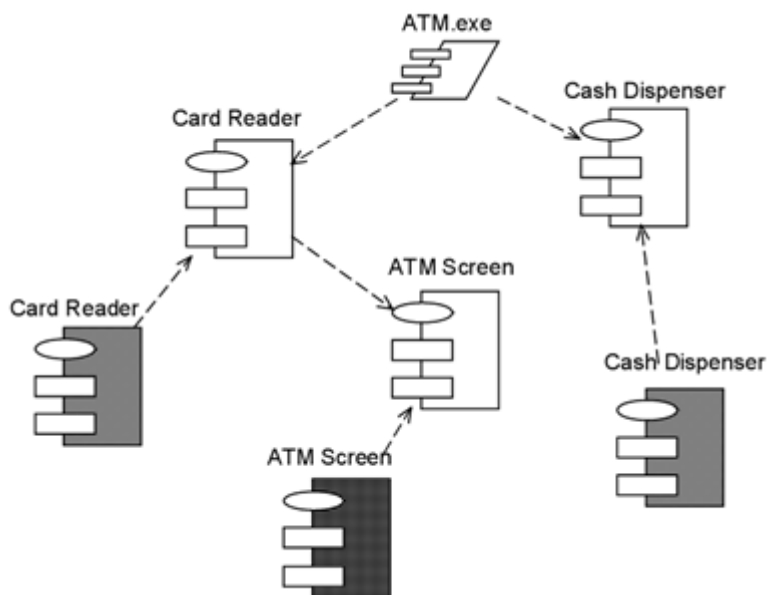 ATM.exe
Cash Dispenser
Card Reader
ATM Screen
Card Reader
Cash Dispenser
ATM Screen